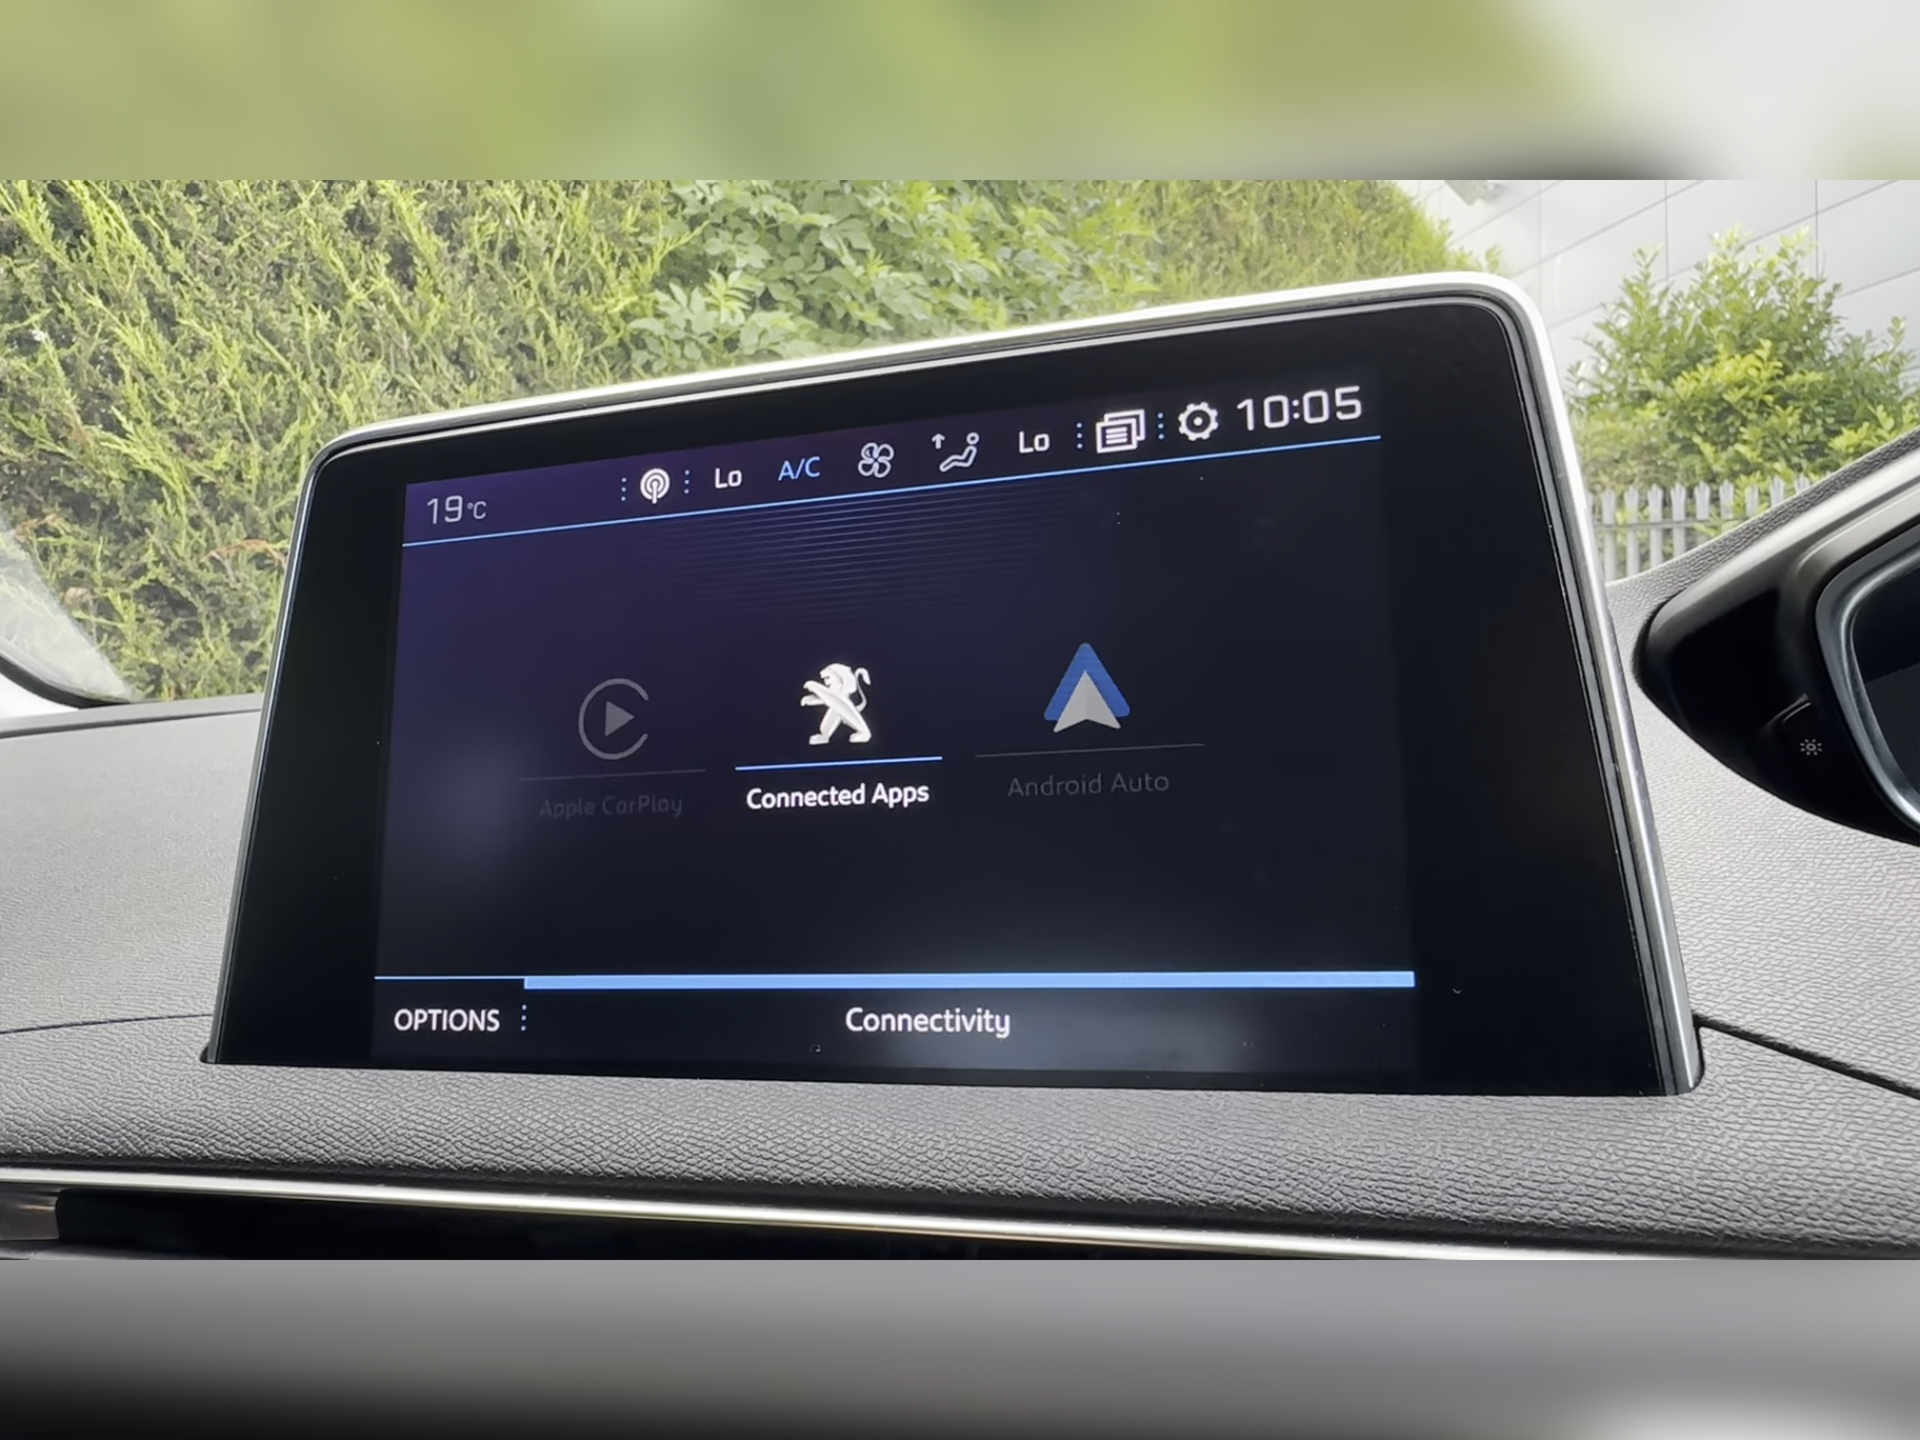 19°C Lo A/C Lo 10:05
Apple CarPlay Connected Apps Android Auto
OPTIONS Connectivity